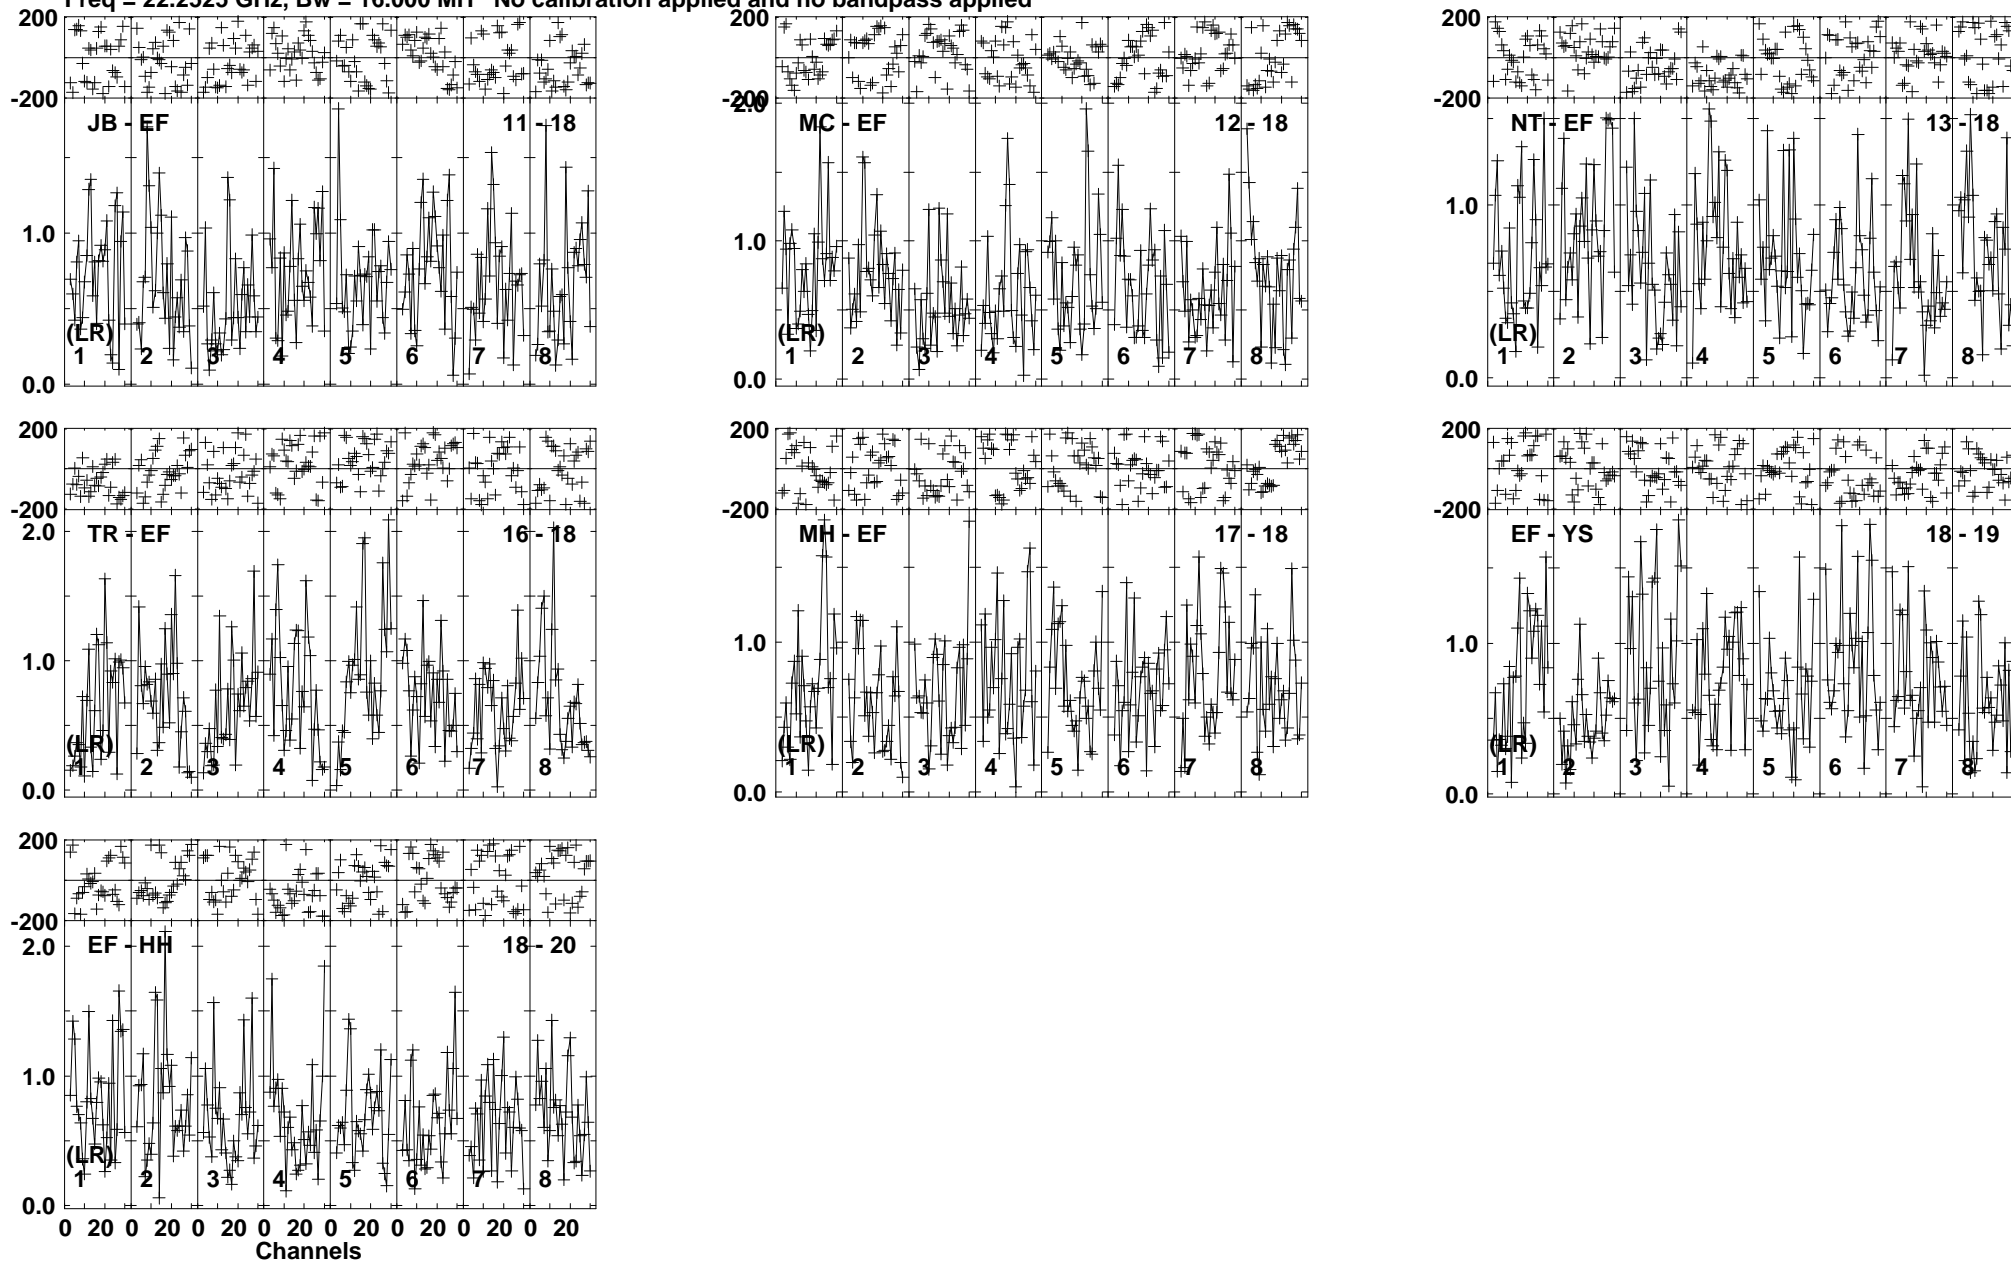 Freq = 22.2525 GHz, Bw = 16.000 MH No calibration applied and no bandpass applied
200 200 200
-200 -200 -200
2.0
JB - EF 11 - 18 MC - EF 12 - 18 NT - EF 13 - 18
1.0 1.0 1.0
(LR) (LR) (LR)
1 2 3 4 5 6 7 8 1 2 3 4 5 6 7 8 1 2 3 4 5 6 7 8
0.0 0.0 0.0
200 200 200
-200 -200 -200
2.0 TR - EF 16 - 18 MH - EF 17 - 18 EF - YS 18 - 19
1.0 1.0 1.0
(LR) (LR) (LR)
1 2 3 4 5 6 7 8 1 2 3 4 5 6 7 8 1 2 3 4 5 6 7 8
0.0 0.0 0.0
200
-200
2.0 EF - HH 18 - 20
1.0
(LR)
1 2 3 4 5 6 7 8
0.0
0 20 0 20 0 20 0 20 0 20 0 20 0 20 0 20
Channels